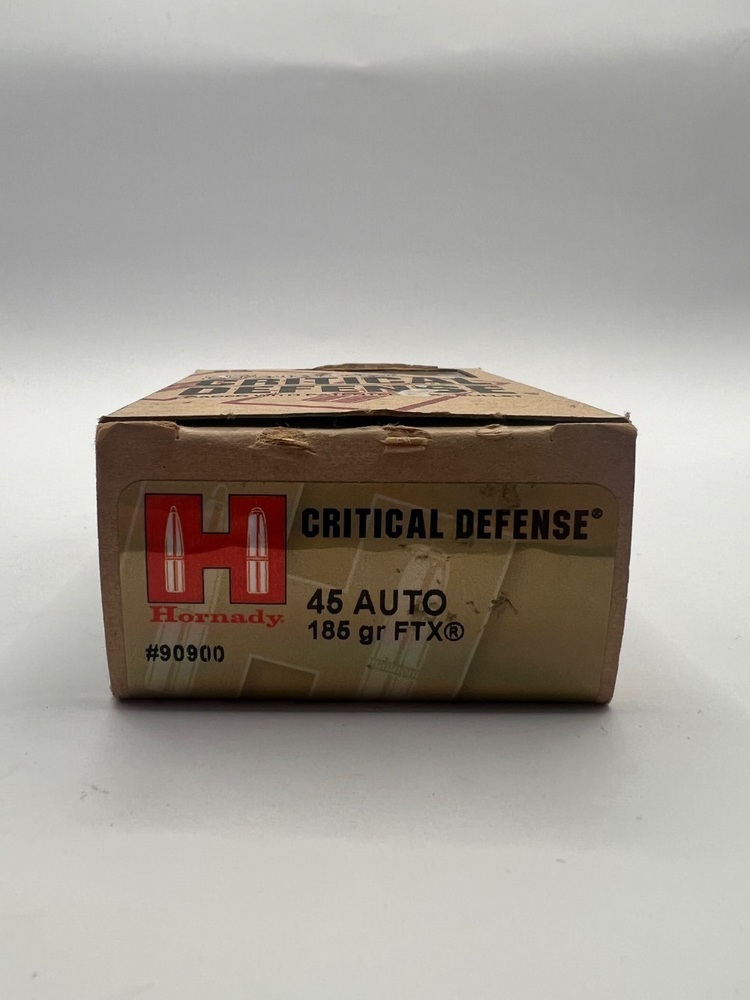 CRITICAL
DEFENSE
H
CRITICAL DEFENSE®
Hornady
45 AUTO
185 gr FTX®
#90900